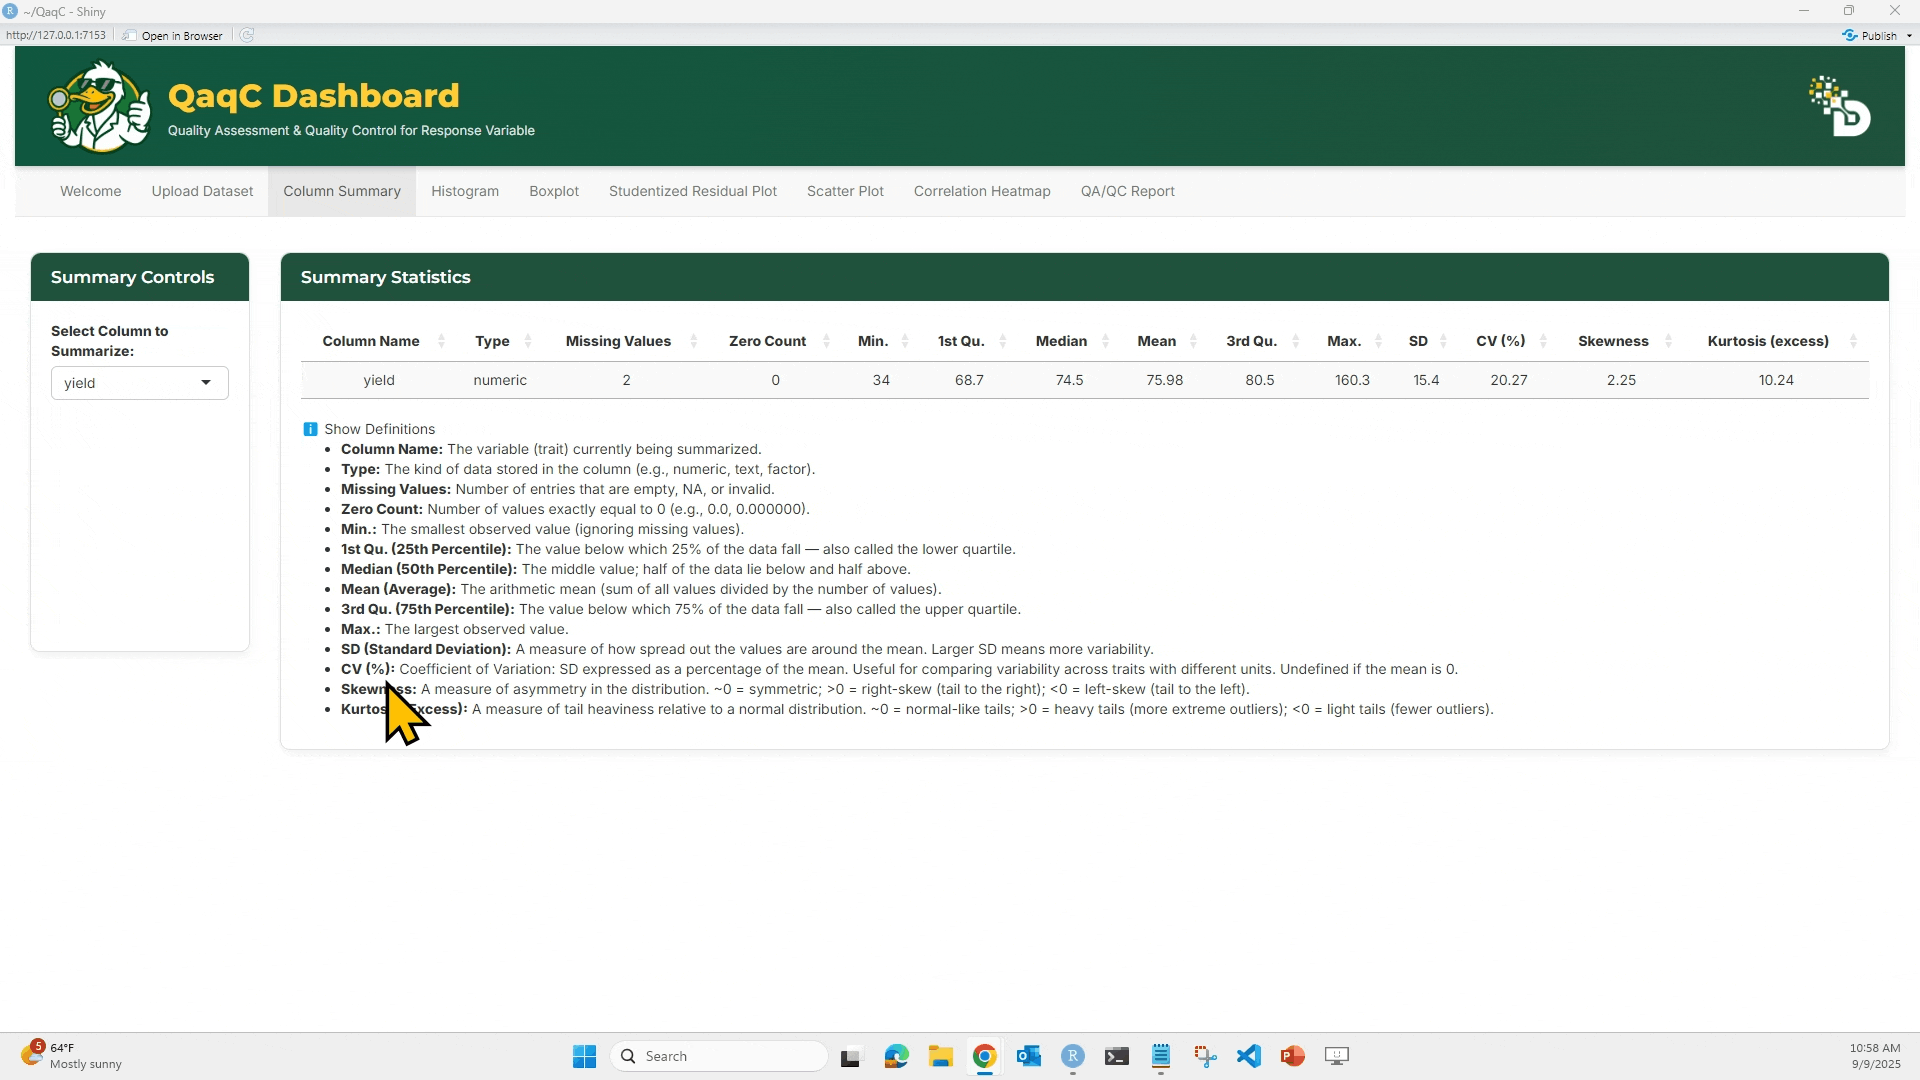 ~/QaqC - Shiny
http://127.0.0.1:7153 Open in Browser Publish
QaqC Dashboard
Quality Assessment & Quality Control for Response Variable
Welcome Upload Dataset Column Summary Histogram Boxplot Studentized Residual Plot Scatter Plot Correlation Heatmap QA/QC Report
Summary Controls
Select Column to
Summarize:
yield
Summary Statistics
Column Name Type Missing Values Zero Count Min. 1st Qu. Median Mean 3rd Qu. Max. SD CV (%) Skewness Kurtosis (excess)
yield numeric 2 0 34 68.7 74.5 75.98 80.5 160.3 15.4 20.27 2.25 10.24
i Show Definitions
• Column Name: The variable (trait) currently being summarized.
• Type: The kind of data stored in the column (e.g., numeric, text, factor).
• Missing Values: Number of entries that are empty, NA, or invalid.
• Zero Count: Number of values exactly equal to 0 (e.g., 0.0, 0.000000).
• Min.: The smallest observed value (ignoring missing values).
• 1st Qu. (25th Percentile): The value below which 25% of the data fall — also called the lower quartile.
• Median (50th Percentile): The middle value; half of the data lie below and half above.
• Mean (Average): The arithmetic mean (sum of all values divided by the number of values).
• 3rd Qu. (75th Percentile): The value below which 75% of the data fall — also called the upper quartile.
• Max.: The largest observed value.
• SD (Standard Deviation): A measure of how spread out the values are around the mean. Larger SD means more variability.
• CV (%): Coefficient of Variation: SD expressed as a percentage of the mean. Useful for comparing variability across traits with different units. Undefined if the mean is 0.
• Skewness: A measure of asymmetry in the distribution. ~0 = symmetric; >0 = right-skew (tail to the right); <0 = left-skew (tail to the left).
• Kurtosis (Excess): A measure of tail heaviness relative to a normal distribution. ~0 = normal-like tails; >0 = heavy tails (more extreme outliers); <0 = light tails (fewer outliers).
5 64°F
Mostly sunny
Search
10:58 AM
9/9/2025